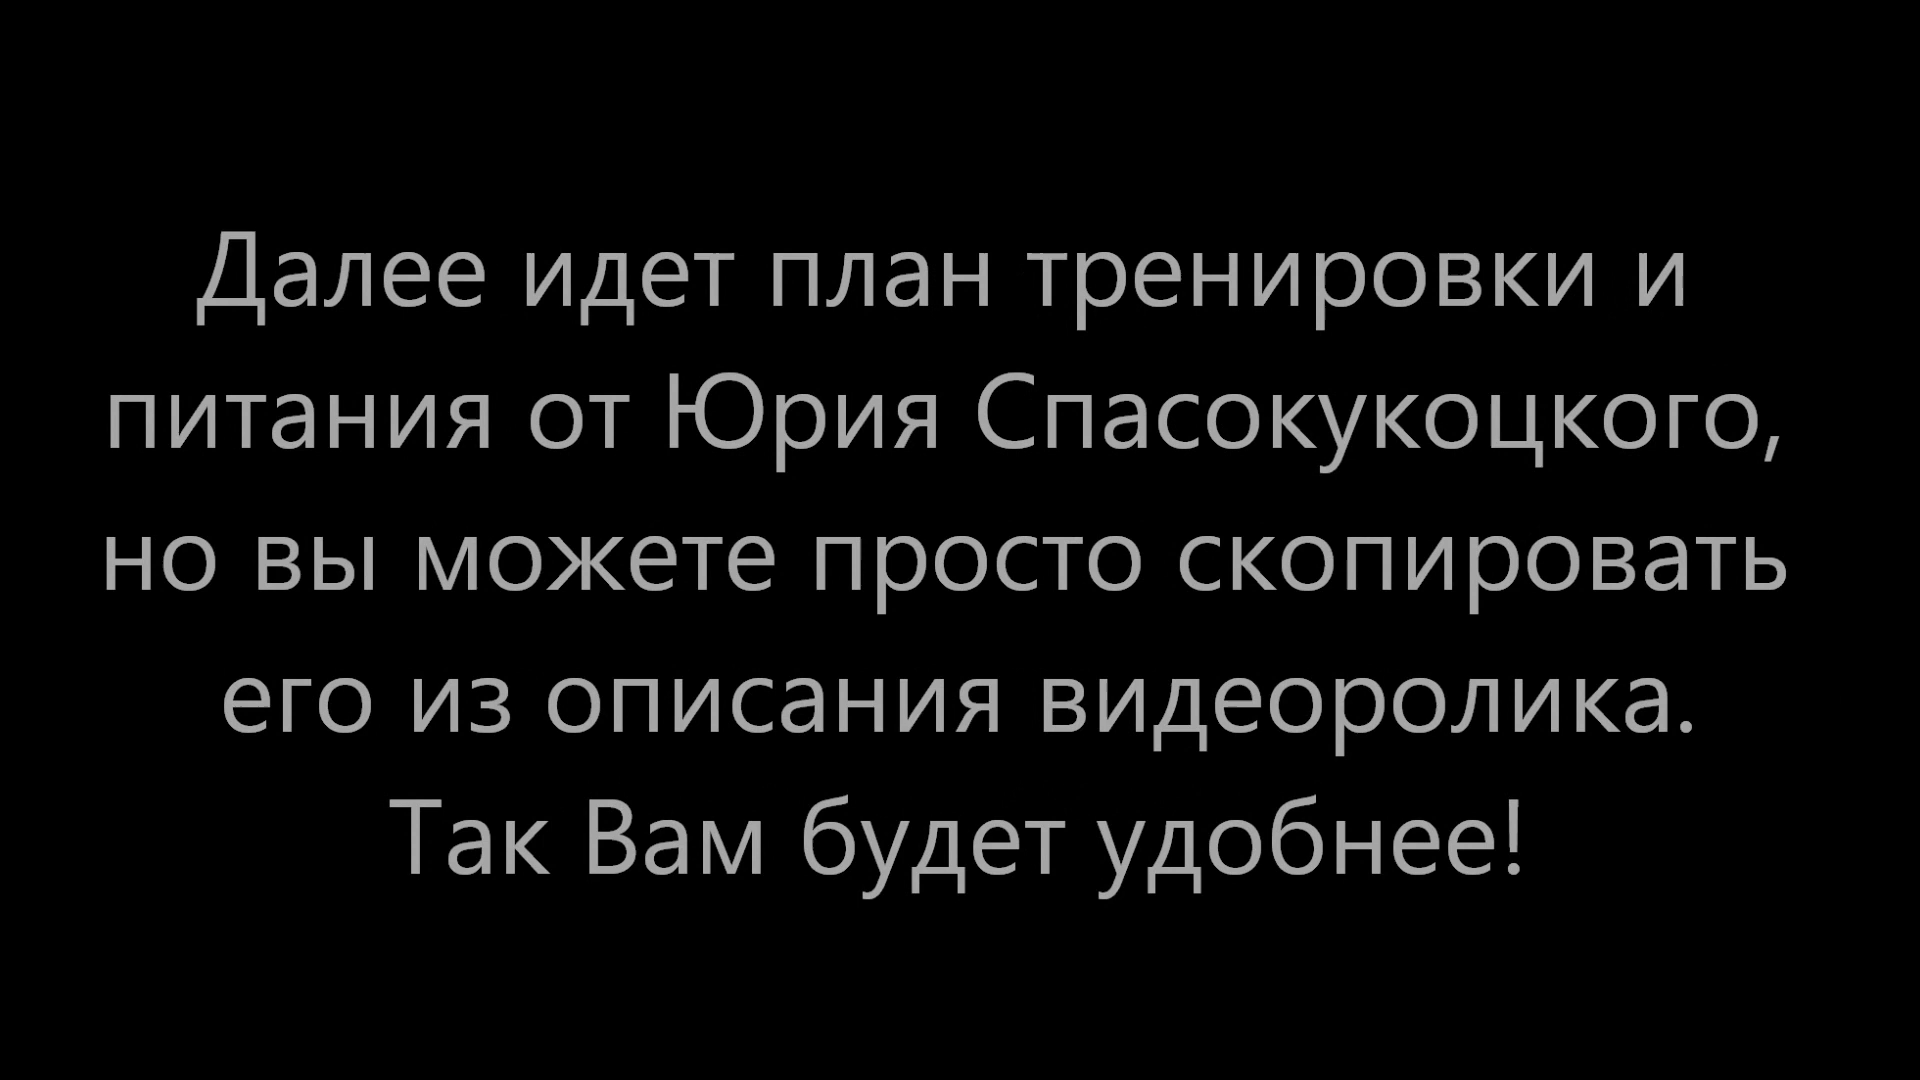 Далее идет план тренировки и
питания от Юрия Спасокукоцкого,
но вы можете просто скопировать
его из описания видеоролика.
Так Вам будет удобнее!